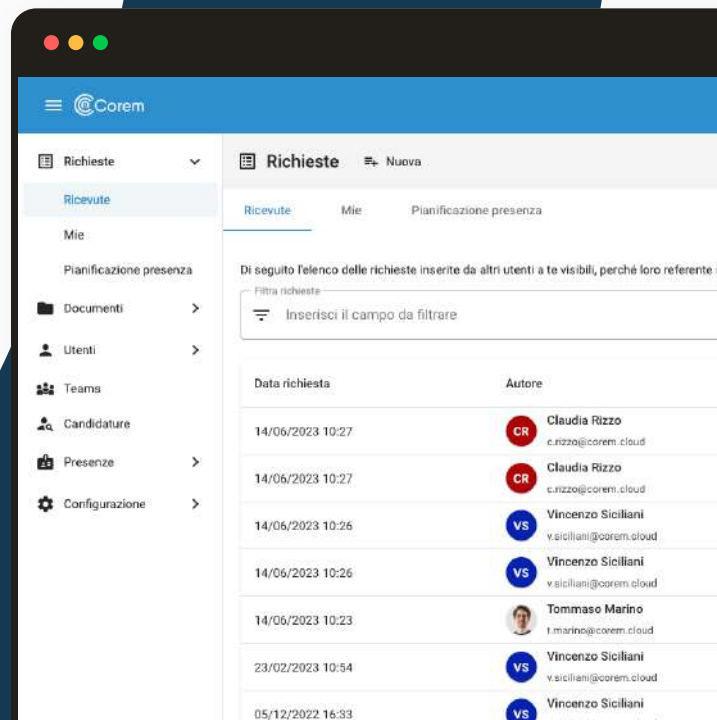 Corem
Richieste
Ricevute
Mie
Pianificazione presenza
Documenti
Utenti
Teams
Candidature
Presenze
Configurazione
Richieste Nuova
Ricevute Mie Pianificazione presenza
Di seguito l'elenco delle richieste inserite da altri utenti a te visibili, perché loro referente
Filtra richieste
Inserisci il campo da filtrare
Data richiesta Autore
14/06/2023 10:27 CR Claudia Rizzo
c.rizzo@corem.cloud
14/06/2023 10:27 CR Claudia Rizzo
c.rizzo@corem.cloud
14/06/2023 10:26 VS Vincenzo Siciliani
v.siciliani@corem.cloud
14/06/2023 10:26 VS Vincenzo Siciliani
v.siciliani@corem.cloud
14/06/2023 10:23 Tommaso Marino
t.marino@corem.cloud
23/02/2023 10:54 VS Vincenzo Siciliani
v.siciliani@corem.cloud
05/12/2022 16:33 VS Vincenzo Siciliani